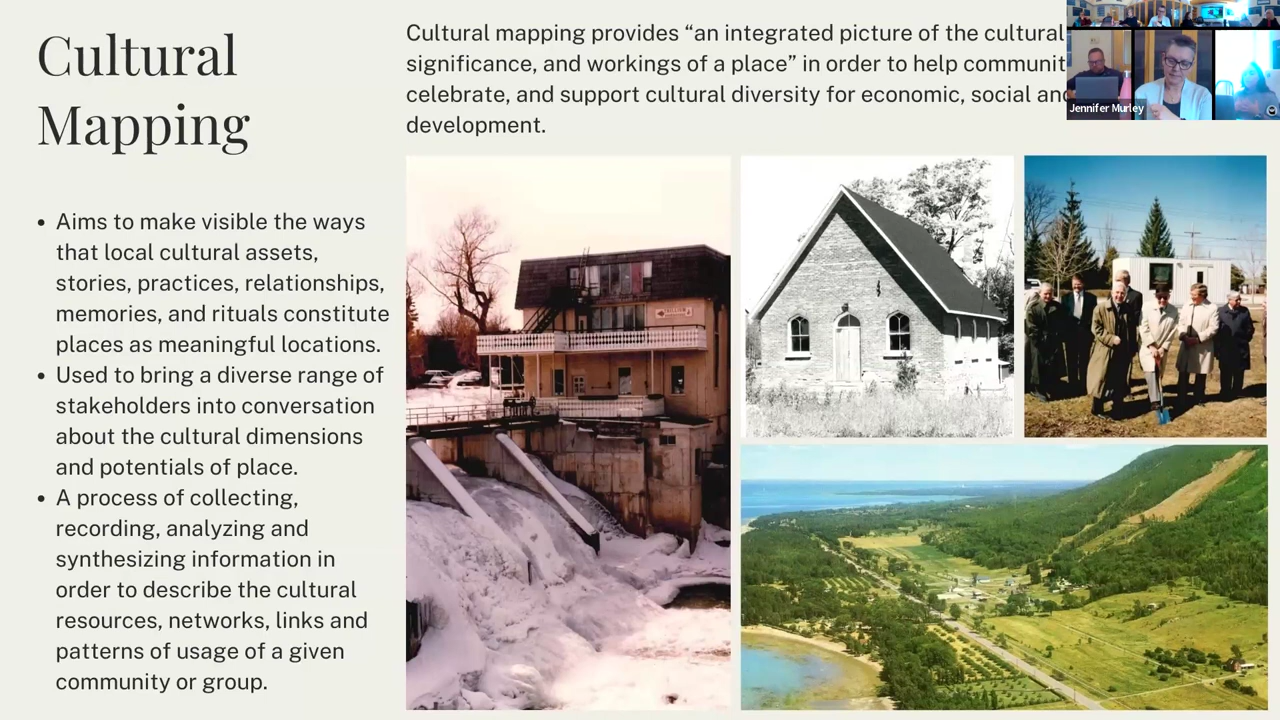 Cultural
Mapping
Cultural mapping provides “an integrated picture of the cultural
significance, and workings of a place” in order to help
celebrate, and support cultural diversity for economic, social
development.
Jennifer Murley
• Aims to make visible the ways
that local cultural assets,
stories, practices, relationships,
memories, and rituals constitute
places as meaningful locations.
• Used to bring a diverse range of
stakeholders into conversation
about the cultural dimensions
and potentials of place.
• A process of collecting,
recording, analyzing and
synthesizing information in
order to describe the cultural
resources, networks, links and
patterns of usage of a given
community or group.